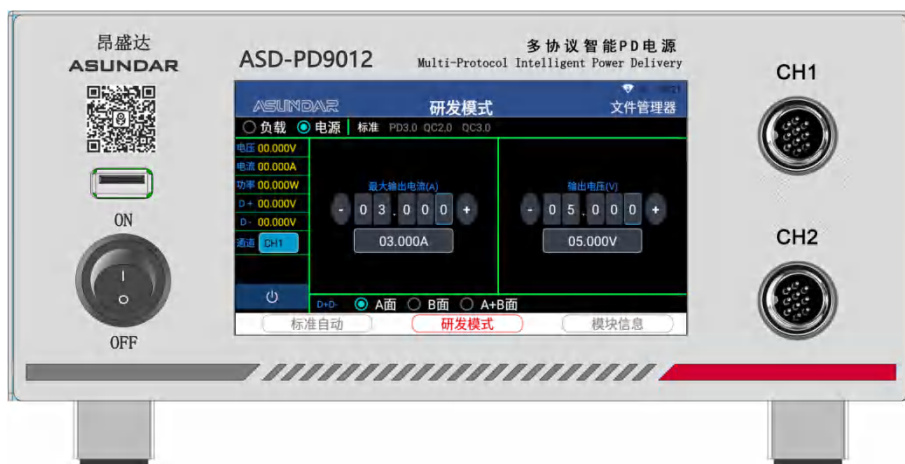 昂盛达
ASUNDAR
ON
OFF
ASD-PD9012
多协议智能PD电源
Multi-Protocol Intelligent Power Delivery
ASUNDAR
研发模式
文件管理器
负载 电源 标准 PD3.0 QC2.0 QC3.0
电压 00.000V
电流 00.000A
功率 00.000W
D+ 00.000V
D- 00.000V
通道 CH1
最大输出电流(A)
- 0 3 . 0 0 0 +
03.000A
输出电压(V)
- 0 5 . 0 0 0 +
05.000V
D+D- A面 B面 A+B面
标准自动 研发模式 模块信息
CH1
CH2